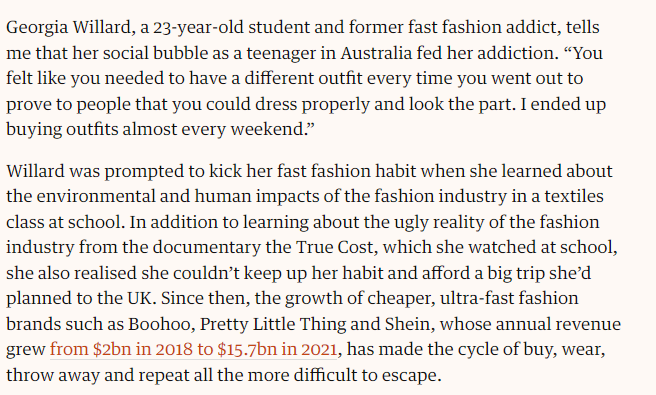 Georgia Willard, a 23-year-old student and former fast fashion addict, tells
me that her social bubble as a teenager in Australia fed her addiction. “You
felt like you needed to have a different outfit every time you went out to
prove to people that you could dress properly and look the part. I ended up
buying outfits almost every weekend.”
Willard was prompted to kick her fast fashion habit when she learned about
the environmental and human impacts of the fashion industry in a textiles
class at school. In addition to learning about the ugly reality of the fashion
industry from the documentary the True Cost, which she watched at school,
she also realised she couldn’t keep up her habit and afford a big trip she’d
planned to the UK. Since then, the growth of cheaper, ultra-fast fashion
brands such as Boohoo, Pretty Little Thing and Shein, whose annual revenue
grew from $2bn in 2018 to $15.7bn in 2021, has made the cycle of buy, wear,
throw away and repeat all the more difficult to escape.